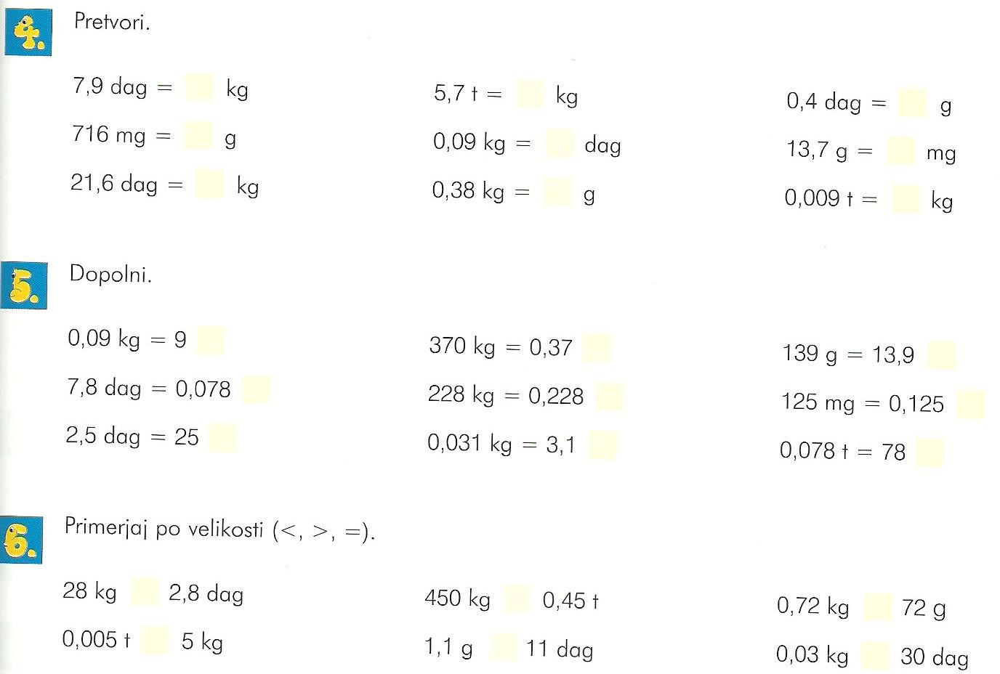 4. Pretvori.
7,9 dag = kg 5,7 t = kg 0,4 dag = g
716 mg = g 0,09 kg = dag 13,7 g = mg
21,6 dag = kg 0,38 kg = g 0,009 t = kg
5. Dopolni.
0,09 kg = 9 370 kg = 0,37 139 g = 13,9
7,8 dag = 0,078 228 kg = 0,228 125 mg = 0,125
2,5 dag = 25 0,031 kg = 3,1 0,078 t = 78
6. Primerjaj po velikosti (<, >, =).
28 kg 2,8 dag 450 kg 0,45 t 0,72 kg 72 g
0,005 t 5 kg 1,1 g 11 dag 0,03 kg 30 dag